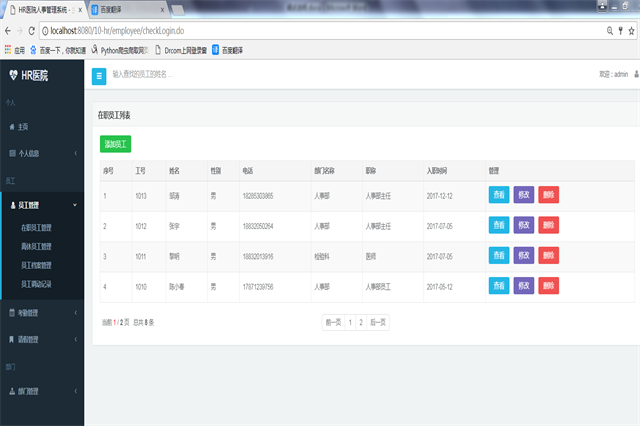 HR医院人事管理系统 -
百度翻译
localhost:8080/10-hr/employee/checkLogin.do
应用 百度一下，你就知道 Python爬虫爬取网页 Drcom上网登录窗 百度翻译
HR医院
输入查找的员工的姓名...
欢迎：admin
个人
主页
个人信息
员工
员工管理
在职员工管理
离休员工管理
员工档案管理
员工调动记录
考勤管理
请假管理
部门
部门管理
在职员工列表
添加员工
序号 工号 姓名 性别 电话 部门名称 职称 入职时间 管理
1 1013 邹涛 男 18285303965 人事部 人事部主任 2017-12-12 查看 修改 删除
2 1012 张宇 男 18832050264 人事部 人事部主任 2017-07-05 查看 修改 删除
3 1011 黎明 男 18832013916 检验科 医师 2017-07-05 查看 修改 删除
4 1010 陈小春 男 17871239756 人事部 人事部员工 2017-05-12 查看 修改 删除
当前 1 / 2 页 总共 8 条
前一页 1 2 后一页